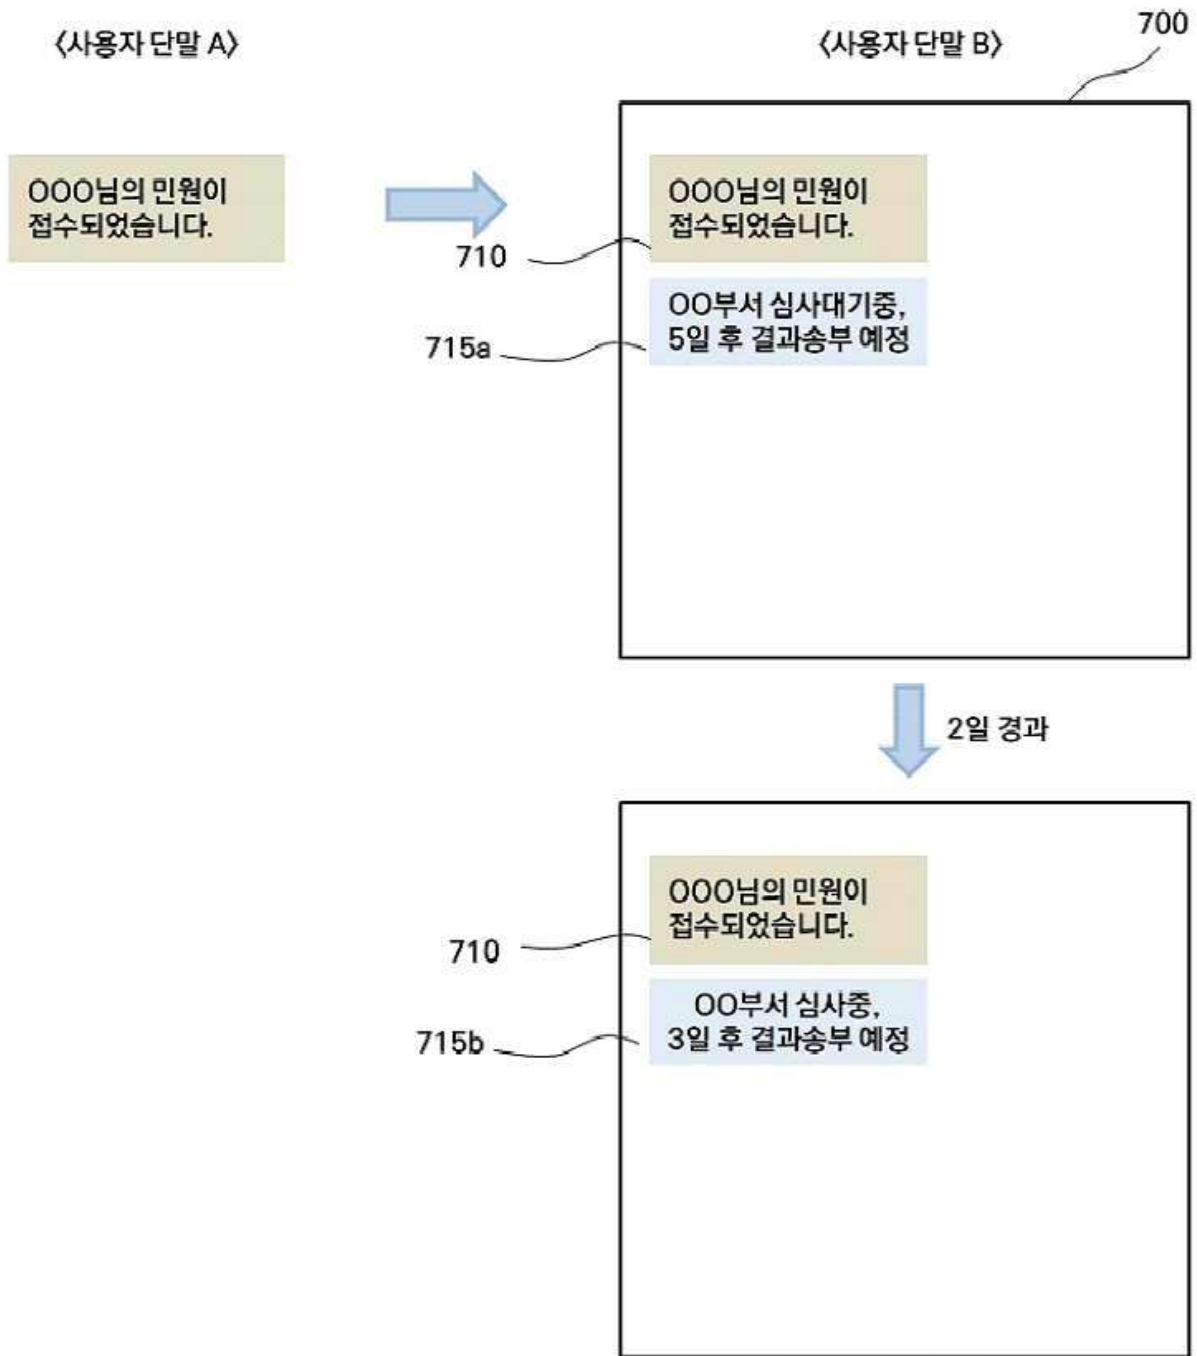 〈사용자 단말 A〉
〈사용자 단말 B〉
700
OOO님의 민원이
접수되었습니다.
OOO님의 민원이
접수되었습니다.
710
OO부서 심사대기중,
5일 후 결과송부 예정
715a
2일 경과
OOO님의 민원이
접수되었습니다.
710
OO부서 심사중,
3일 후 결과송부 예정
715b